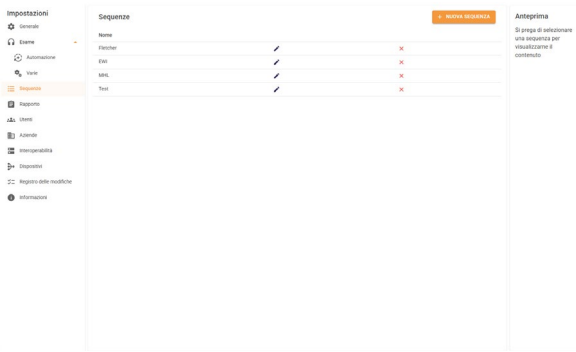 Impostazioni
Generale
Esame
Automazione
Varie
Sequenze
Rapporto
Utenti
Aziende
Interoperabilità
Dispositivi
Registro delle modifiche
Informazioni
Sequenze
+ NUOVA SEQUENZA
Nome
Fletcher
EWI
MHL
Test
Anteprima
Si prega di selezionare
una sequenza per
visualizzarne il
contenuto